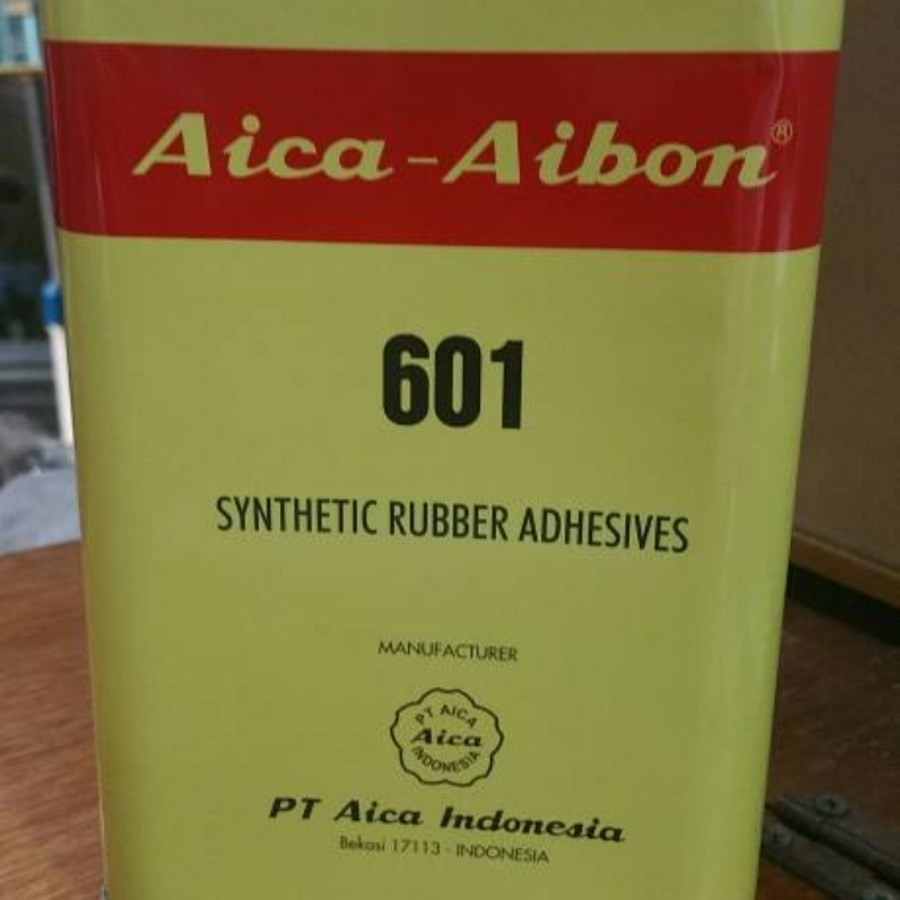 Aica-Aibon®
601
SYNTHETIC RUBBER ADHESIVES
MANUFACTURER
PT AICA
Aica
INDONESIA
PT Aica Indonesia
Bekasi 17113 - INDONESIA